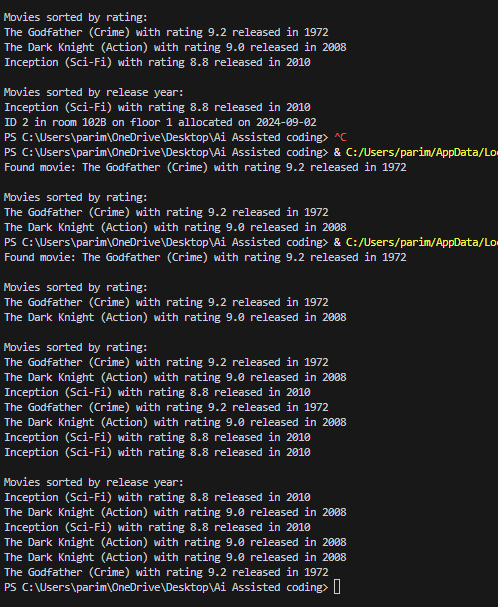 Movies sorted by rating:
The Godfather (Crime) with rating 9.2 released in 1972
The Dark Knight (Action) with rating 9.0 released in 2008
Inception (Sci-Fi) with rating 8.8 released in 2010
Movies sorted by release year:
Inception (Sci-Fi) with rating 8.8 released in 2010
ID 2 in room 102B on floor 1 allocated on 2024-09-02
PS C:\Users\parim\OneDrive\Desktop\Ai Assisted coding> ^C
PS C:\Users\parim\OneDrive\Desktop\Ai Assisted coding> & C:/Users/parim/AppData/Lo
Found movie: The Godfather (Crime) with rating 9.2 released in 1972
Movies sorted by rating:
The Godfather (Crime) with rating 9.2 released in 1972
The Dark Knight (Action) with rating 9.0 released in 2008
PS C:\Users\parim\OneDrive\Desktop\Ai Assisted coding> & C:/Users/parim/AppData/Lo
Found movie: The Godfather (Crime) with rating 9.2 released in 1972
Movies sorted by rating:
The Godfather (Crime) with rating 9.2 released in 1972
The Dark Knight (Action) with rating 9.0 released in 2008
Movies sorted by rating:
The Godfather (Crime) with rating 9.2 released in 1972
The Dark Knight (Action) with rating 9.0 released in 2008
Inception (Sci-Fi) with rating 8.8 released in 2010
The Godfather (Crime) with rating 9.2 released in 1972
The Dark Knight (Action) with rating 9.0 released in 2008
Inception (Sci-Fi) with rating 8.8 released in 2010
Inception (Sci-Fi) with rating 8.8 released in 2010
Movies sorted by release year:
Inception (Sci-Fi) with rating 8.8 released in 2010
The Dark Knight (Action) with rating 9.0 released in 2008
Inception (Sci-Fi) with rating 8.8 released in 2010
The Dark Knight (Action) with rating 9.0 released in 2008
The Dark Knight (Action) with rating 9.0 released in 2008
The Godfather (Crime) with rating 9.2 released in 1972
PS C:\Users\parim\OneDrive\Desktop\Ai Assisted coding>